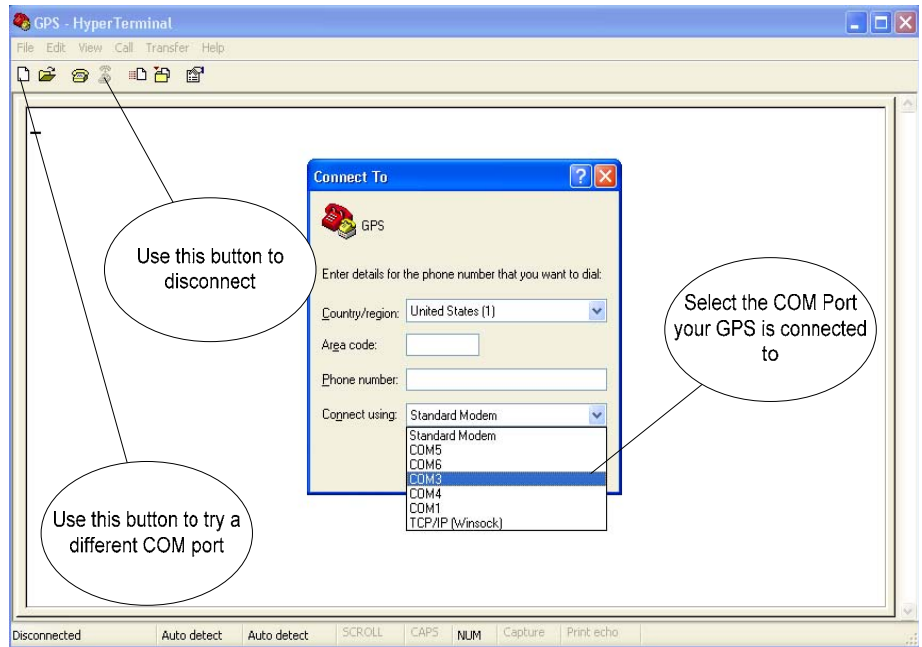 GPS - HyperTerminal
File Edit View Call Transfer Help
Connect To
GPS
Enter details for the phone number that you want to dial:
Country/region: United States (1)
Area code:
Phone number:
Connect using: Standard Modem
Standard Modem
COM5
COM6
COM3
COM4
COM1
TCP/IP (Winsock)
Use this button to
disconnect
Select the COM Port
your GPS is connected
to
Use this button to try a
different COM port
Disconnected Auto detect Auto detect SCROLL CAPS NUM Capture Print echo